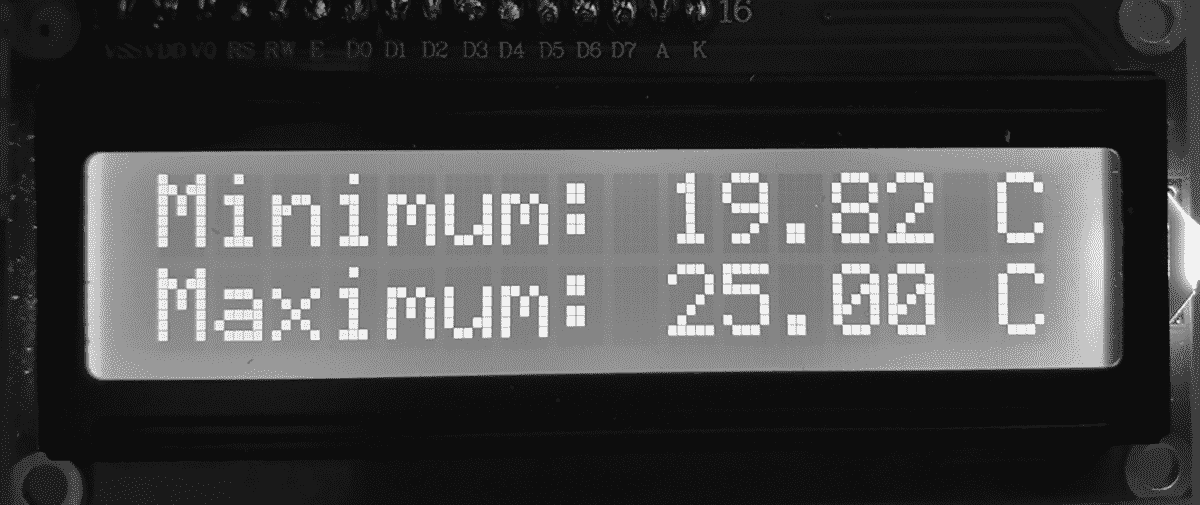 16
VSS VDD VO RS RW E D0 D1 D2 D3 D4 D5 D6 D7 A K
Minimum: 19.82 C
Maximum: 25.00 C